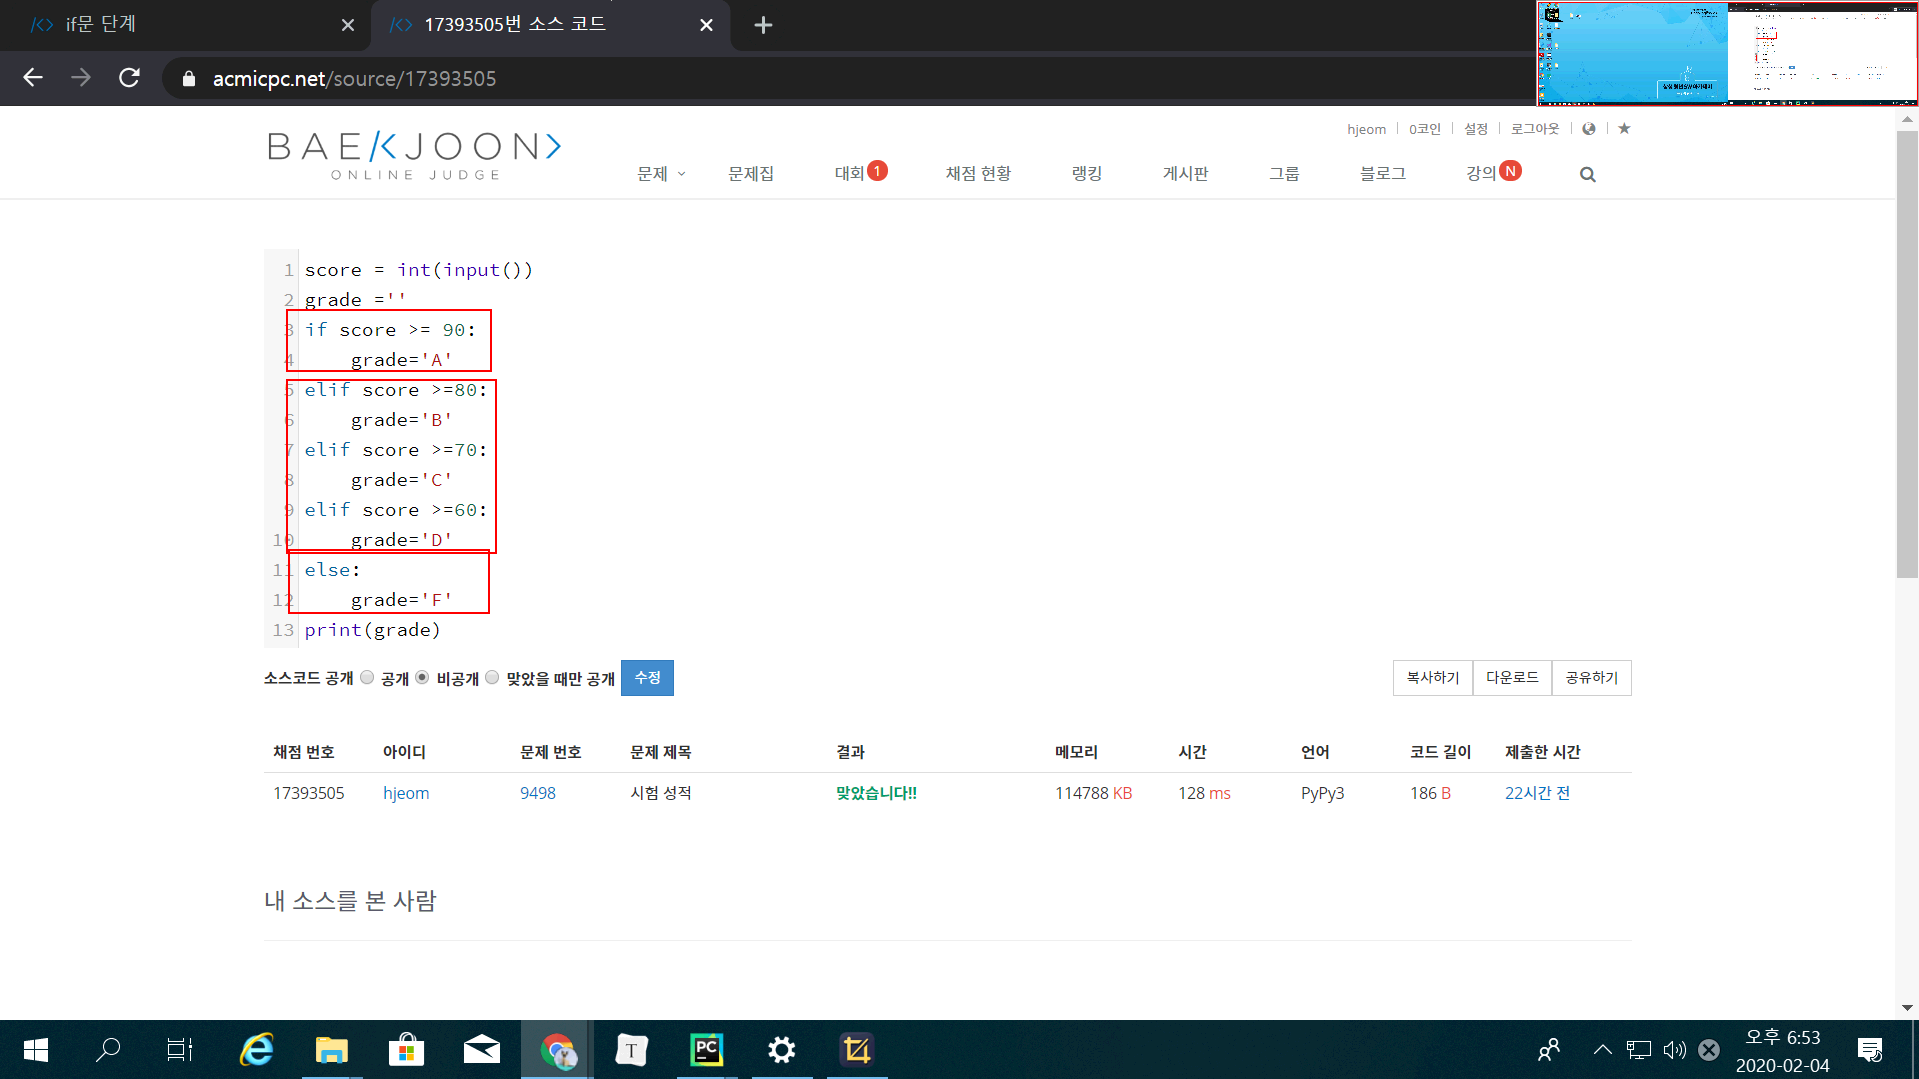 if문 단계
17393505번 소스 코드
acmicpc.net/source/17393505
hjeom
0코인
설정
로그아웃
BAEKJOON
ONLINE JUDGE
문제
문제집
대회 1
채점 현황
랭킹
게시판
그룹
블로그
강의 N
1 score = int(input())
2 grade =''
3 if score >= 90:
4     grade='A'
5 elif score >=80:
6     grade='B'
7 elif score >=70:
8     grade='C'
9 elif score >=60:
10     grade='D'
11 else:
12     grade='F'
13 print(grade)
소스코드 공개 공개 비공개 맞았을 때만 공개 수정
복사하기 다운로드 공유하기
채점 번호 아이디 문제 번호 문제 제목 결과 메모리 시간 언어 코드 길이 제출한 시간
17393505 hjeom 9498 시험 성적 맞았습니다!! 114788 KB 128 ms PyPy3 186 B 22시간 전
내 소스를 본 사람
T
PC
오후 6:53
2020-02-04